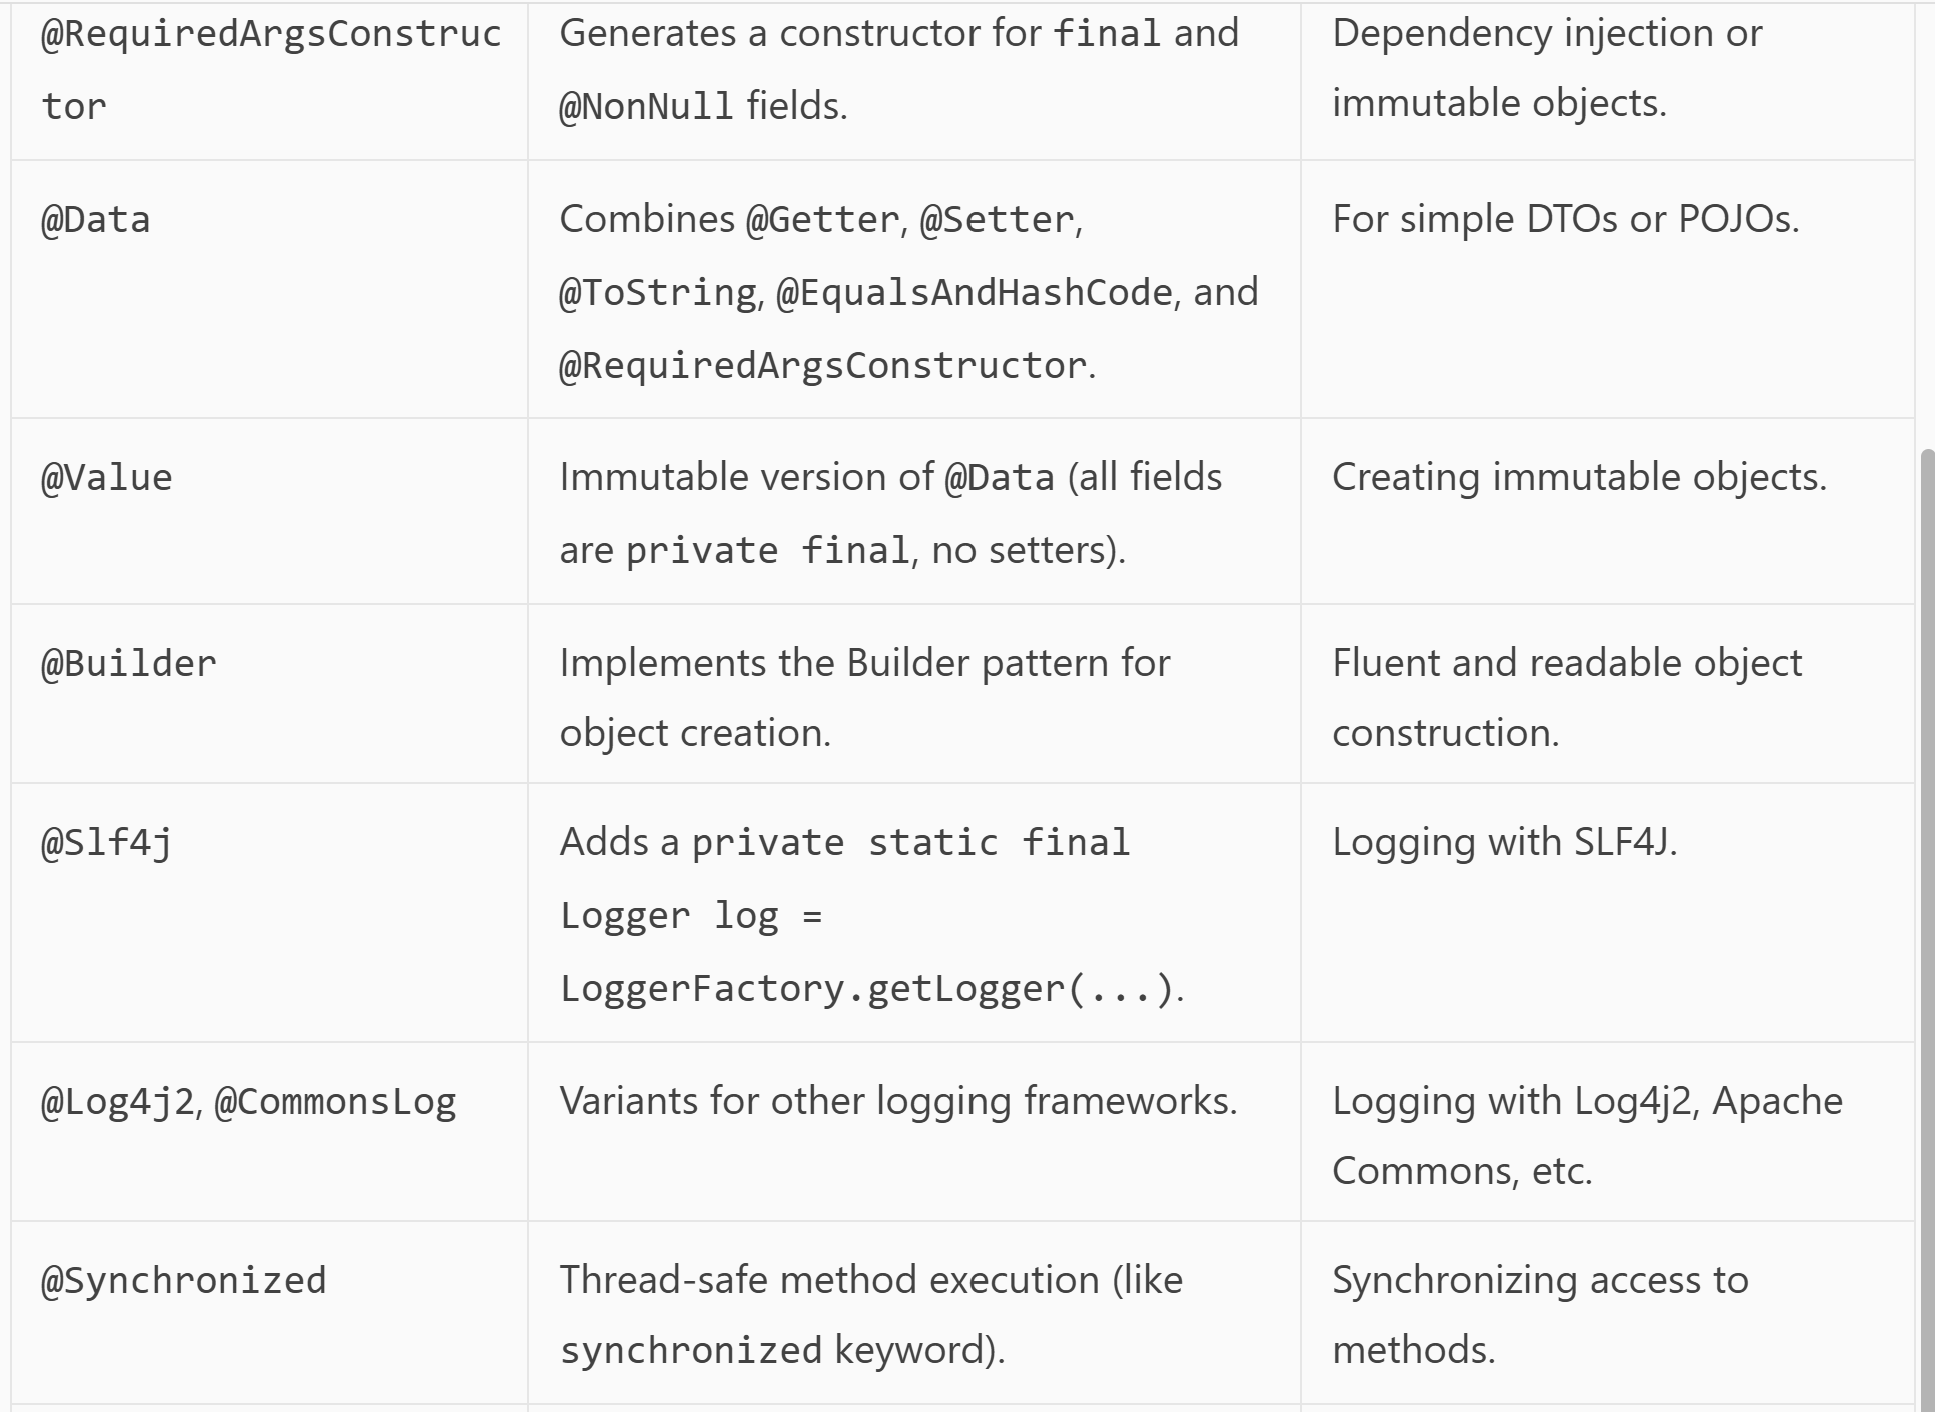 @RequiredArgsConstruc
tor
Generates a constructor for final and
@NonNull fields.
Dependency injection or
immutable objects.
@Data
Combines @Getter, @Setter,
@ToString, @EqualsAndHashCode, and
@RequiredArgsConstructor.
For simple DTOs or POJOs.
@Value
Immutable version of @Data (all fields
are private final, no setters).
Creating immutable objects.
@Builder
Implements the Builder pattern for
object creation.
Fluent and readable object
construction.
@Slf4j
Adds a private static final
Logger log =
LoggerFactory.getLogger(...).
Logging with SLF4J.
@Log4j2, @CommonsLog
Variants for other logging frameworks.
Logging with Log4j2, Apache
Commons, etc.
@Synchronized
Thread-safe method execution (like
synchronized keyword).
Synchronizing access to
methods.